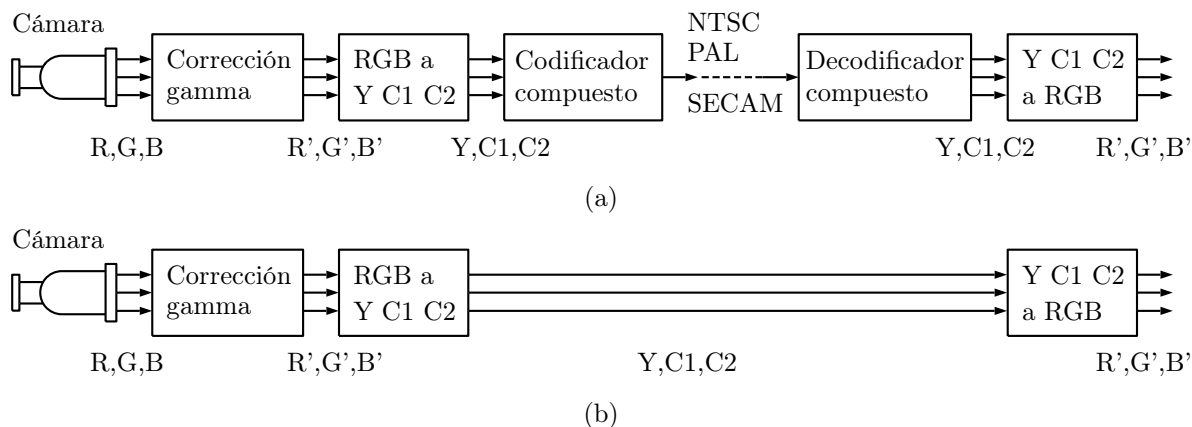 Cámara
Corrección
gamma
RGB a
Y C1 C2
Codificador
compuesto
NTSC
PAL
SECAM
Decodificador
compuesto
Y C1 C2
a RGB
R,G,B
R',G',B'
Y,C1,C2
Y,C1,C2
R',G',B'
(a)
Cámara
Corrección
gamma
RGB a
Y C1 C2
Y C1 C2
a RGB
R,G,B
R',G',B'
Y,C1,C2
R',G',B'
(b)